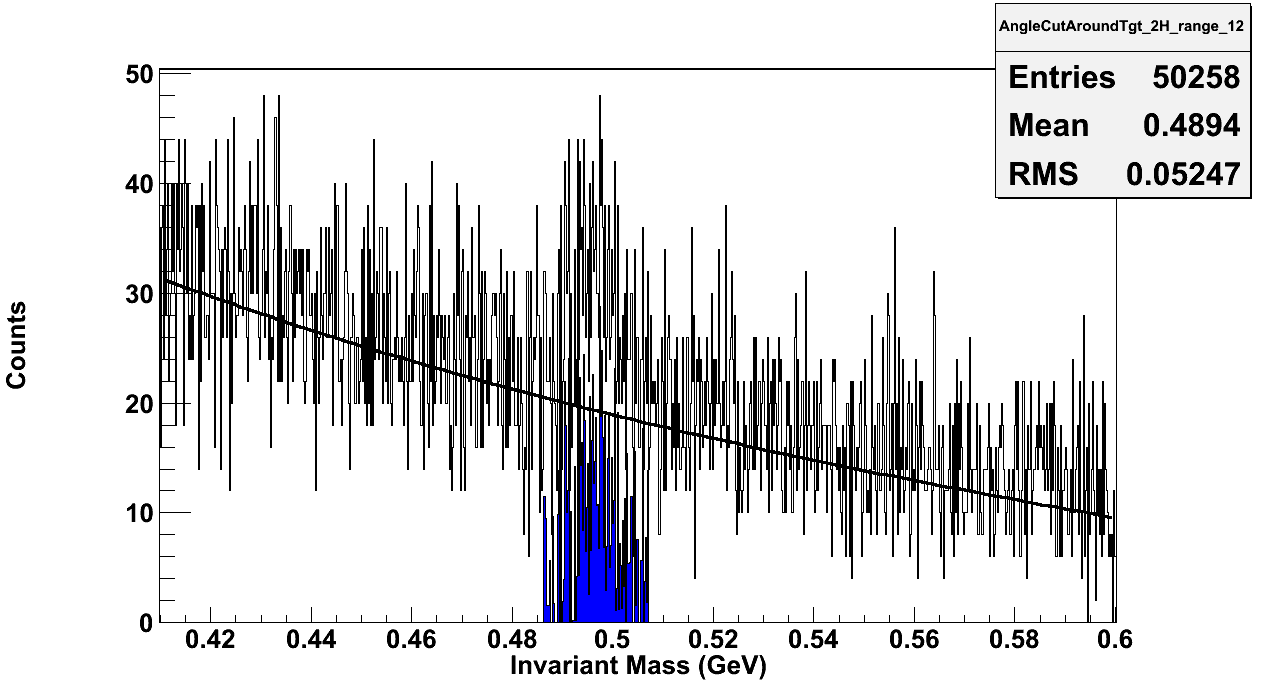 AngleCutAroundTgt_2H_range_12
Entries 50258
Mean 0.4894
RMS 0.05247
50
40
30
20
10
0
Counts
0.42 0.44 0.46 0.48 0.5 0.52 0.54 0.56 0.58 0.6
Invariant Mass (GeV)